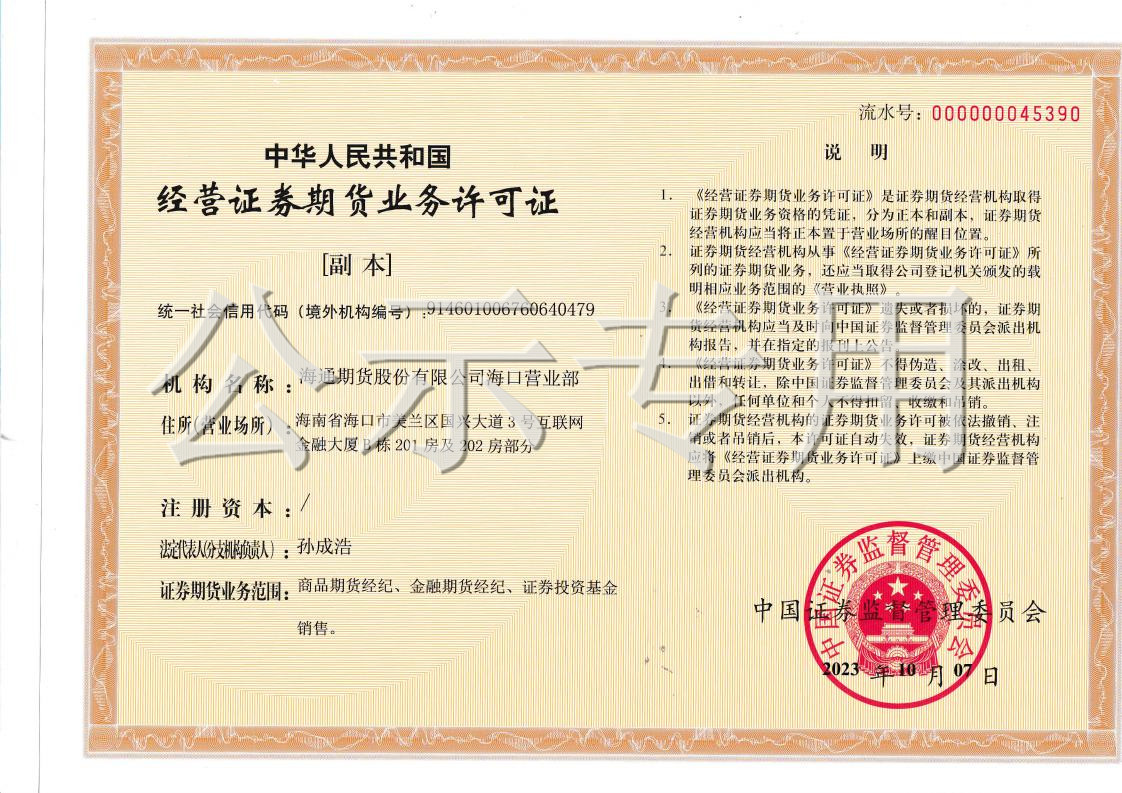 流水号：000000045390
中华人民共和国
经营证券期货业务许可证
[副 本]
统一社会信用代码（境外机构编号）:914601006760640479
机 构 名 称：海通期货股份有限公司海口营业部
住所(营业场所)：海南省海口市美兰区国兴大道3号互联网
金融大厦B栋201房及202房部分
注 册 资 本：/
法定代表人(分支机构负责人)：孙成浩
证券期货业务范围：商品期货经纪、金融期货经纪、证券投资基金
销售。
说 明
1. 《经营证券期货业务许可证》是证券期货经营机构取得
证券期货业务资格的凭证，分为正本和副本，证券期货
经营机构应当将正本置于营业场所的醒目位置。
2. 证券期货经营机构从事《经营证券期货业务许可证》所
列的证券期货业务，还应当取得公司登记机关颁发的载
明相应业务范围的《营业执照》。
3. 《经营证券期货业务许可证》遗失或者损坏的，证券期
货经营机构应当及时向中国证券监督管理委员会派出机
构报告，并在指定的报刊上公告。
4. 《经营证券期货业务许可证》不得伪造、涂改、出租、
出借和转让，除中国证券监督管理委员会及其派出机构
以外，任何单位和个人不得扣留、收缴和吊销。
5. 证券期货经营机构的证券期货业务许可被依法撤销、注
销或者吊销后，本许可证自动失效，证券期货经营机构
应将《经营证券期货业务许可证》上缴中国证券监督管
理委员会派出机构。
公示专用
中国证券监督管理委员会
中国证券监督管理委员会
2023 年 10 月 07 日